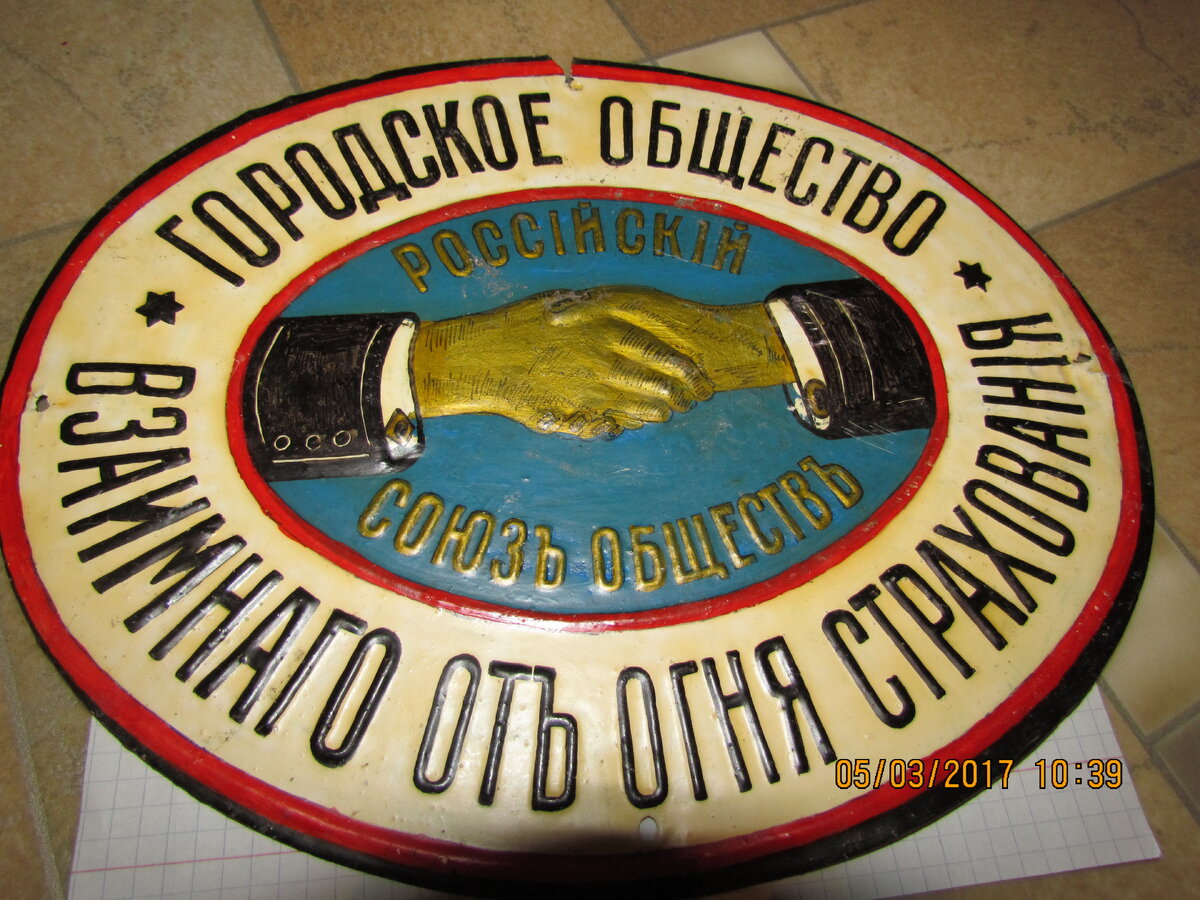 ГОРОДСКОЕ ОБЩЕСТВО
ВЗАИМНАГО ОТЪ ОГНЯ СТРАХОВАНІЯ
РОССІЙСКІЙ
СОЮЗЪ ОБЩЕСТВЪ
05/03/2017 10:39